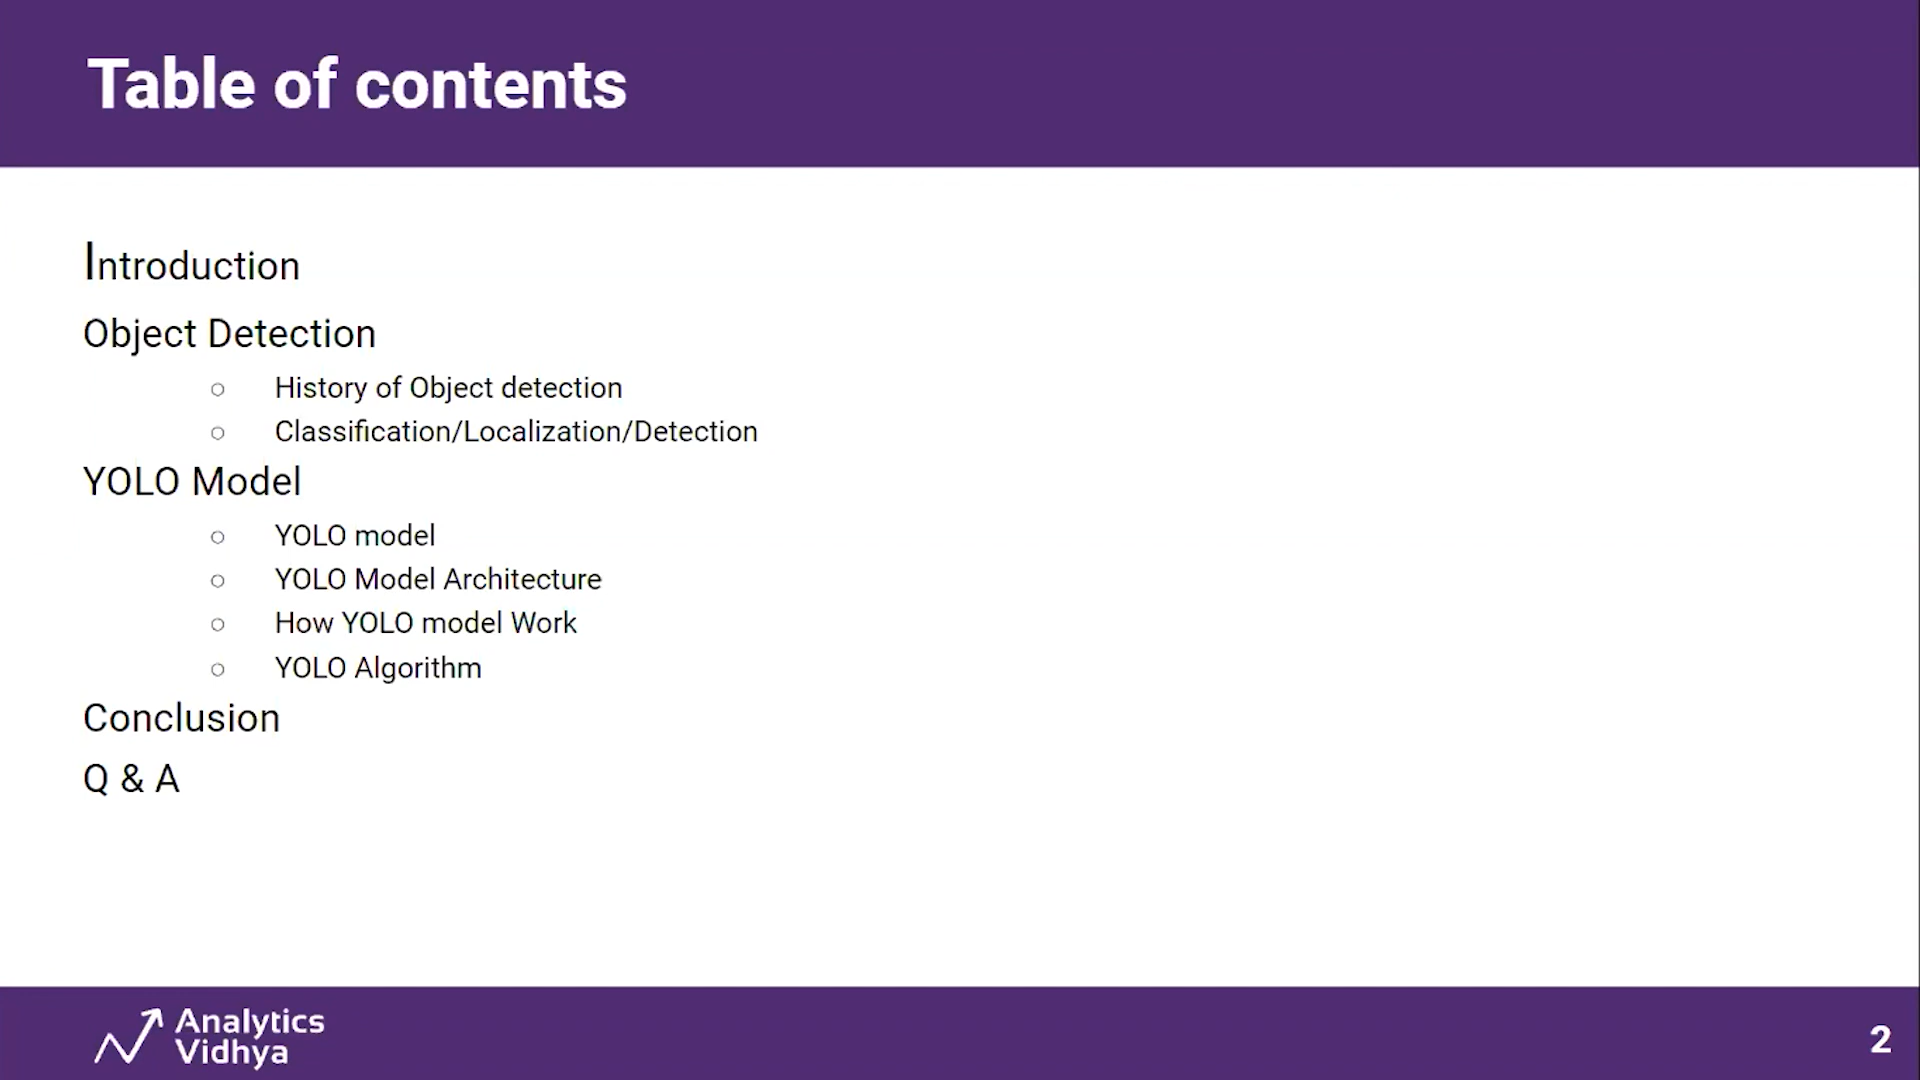 Table of contents
Introduction
Object Detection
○ History of Object detection
○ Classification/Localization/Detection
YOLO Model
○ YOLO model
○ YOLO Model Architecture
○ How YOLO model Work
○ YOLO Algorithm
Conclusion
Q & A
Analytics
Vidhya
2